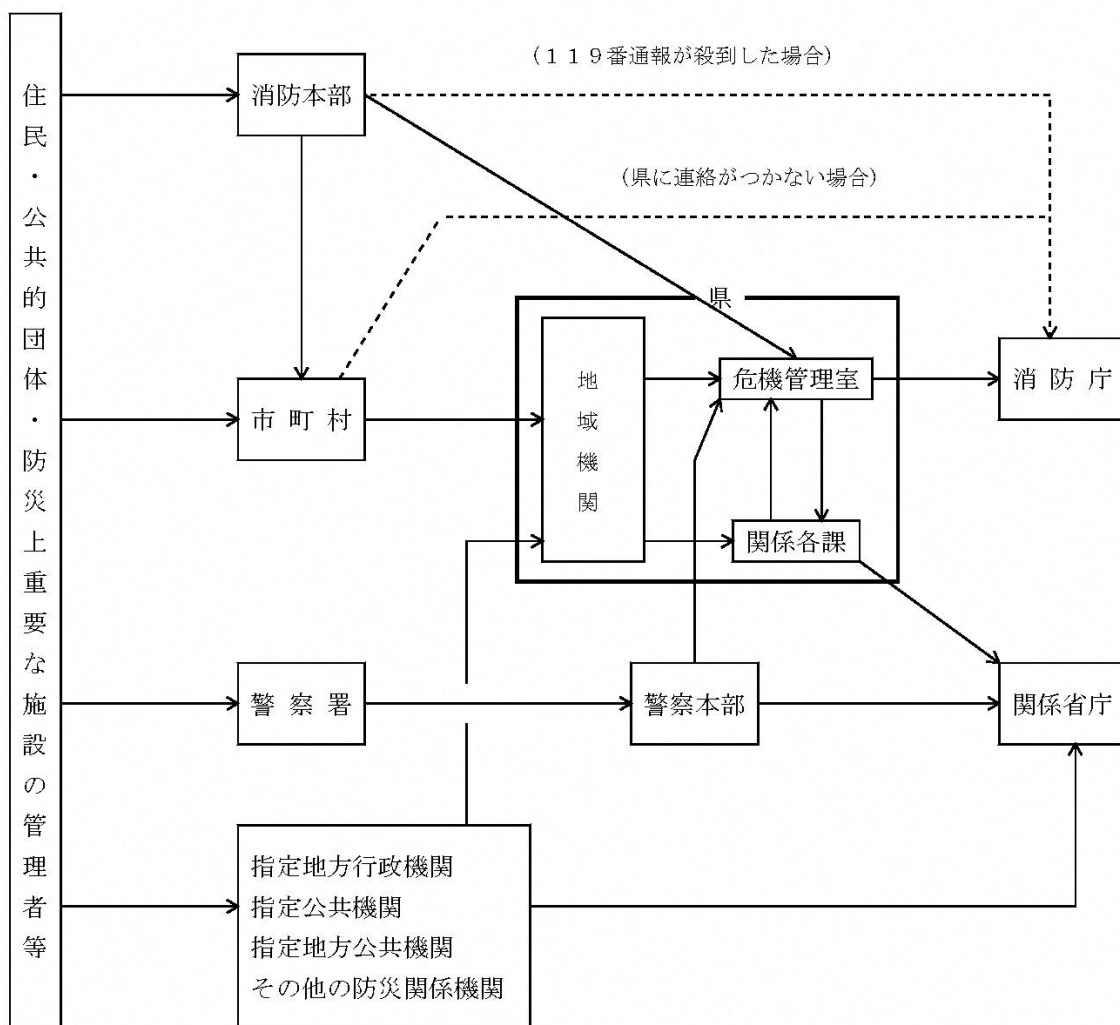 住民・公共的団体・防災上重要な施設の管理者等
(119番通報が殺到した場合)
消防本部
(県に連絡がつかない場合)
県
地域機関
危機管理室
消防庁
市町村
関係各課
警察署
警察本部
関係省庁
指定地方行政機関
指定公共機関
指定地方公共機関
その他の防災関係機関